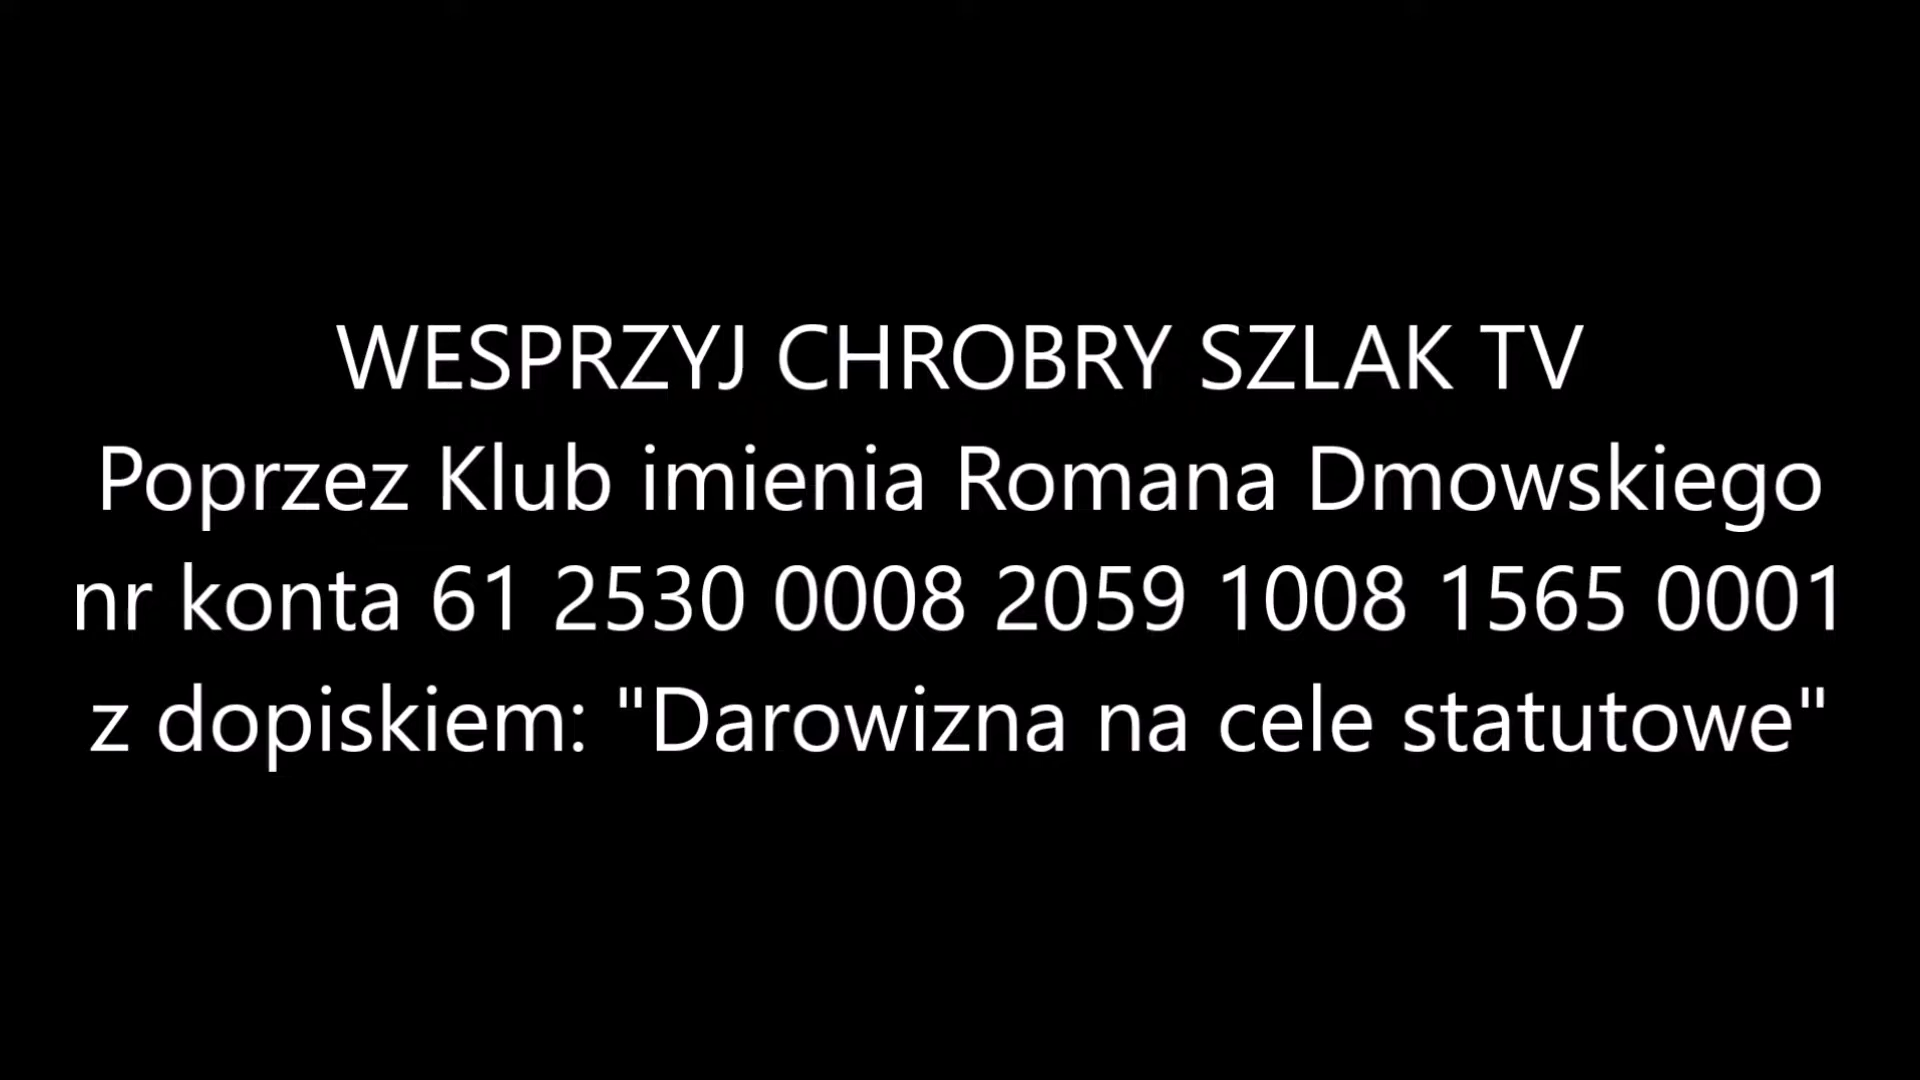 WESPRZYJ CHROBRY SZLAK TV
Poprzez Klub imienia Romana Dmowskiego
nr konta 61 2530 0008 2059 1008 1565 0001
z dopiskiem: "Darowizna na cele statutowe"